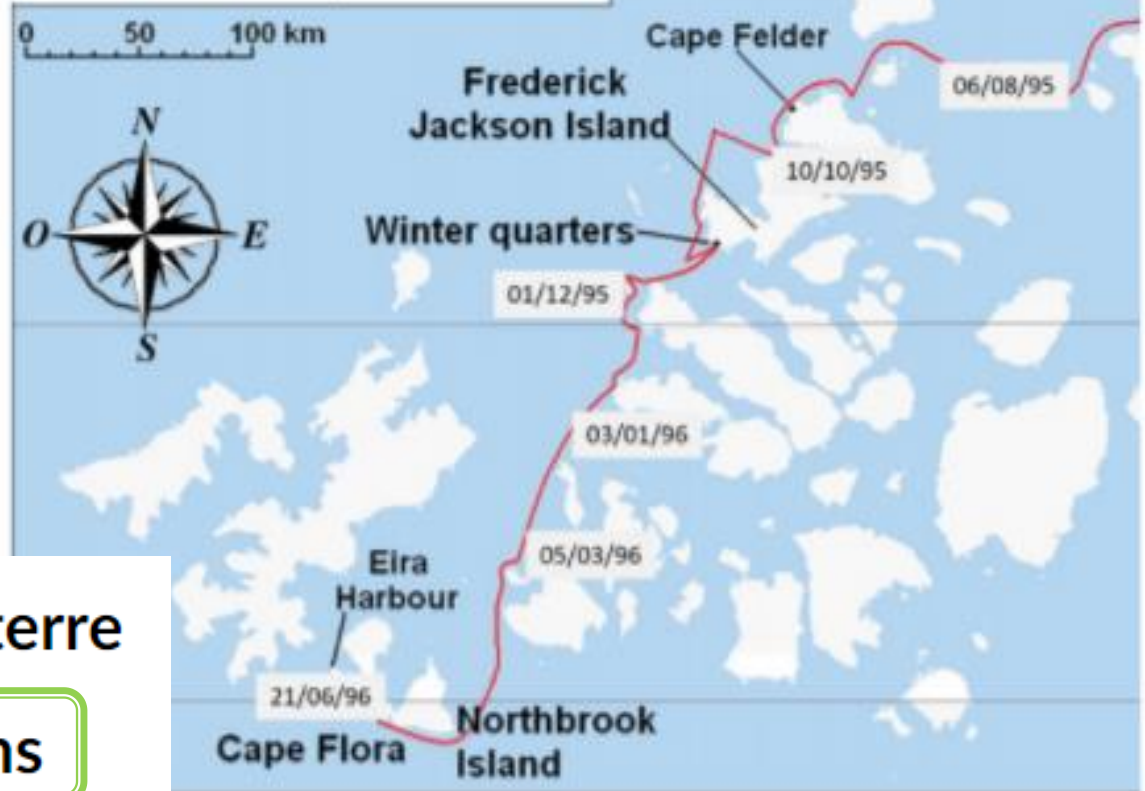 0 50 100 km
Cape Felder
06/08/95
Frederick
Jackson Island
N
10/10/95
O E
Winter quarters
01/12/95
S
03/01/96
05/03/96
Eira
Harbour
21/06/96
Northbrook
Island
Cape Flora
terre
ns